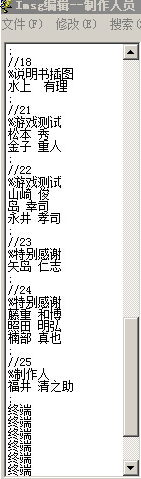 Imsg编辑--制作人员
文件(F) 修改(E) 搜索(
;
//18
%说明书插图
水上 有理
;
//21
%游戏测试
松本 秀
金子 重人
;
//22
%游戏测试
山崎 俊
岛 幸司
永井 孝司
;
//23
%特别感谢
矢岛 仁志
;
//24
%特别感谢
藤重 和博
昭田 明弘
楠部 真也
;
//25
%制作人
福井 清之助
;
终端
终端
终端
终端
终端
终端